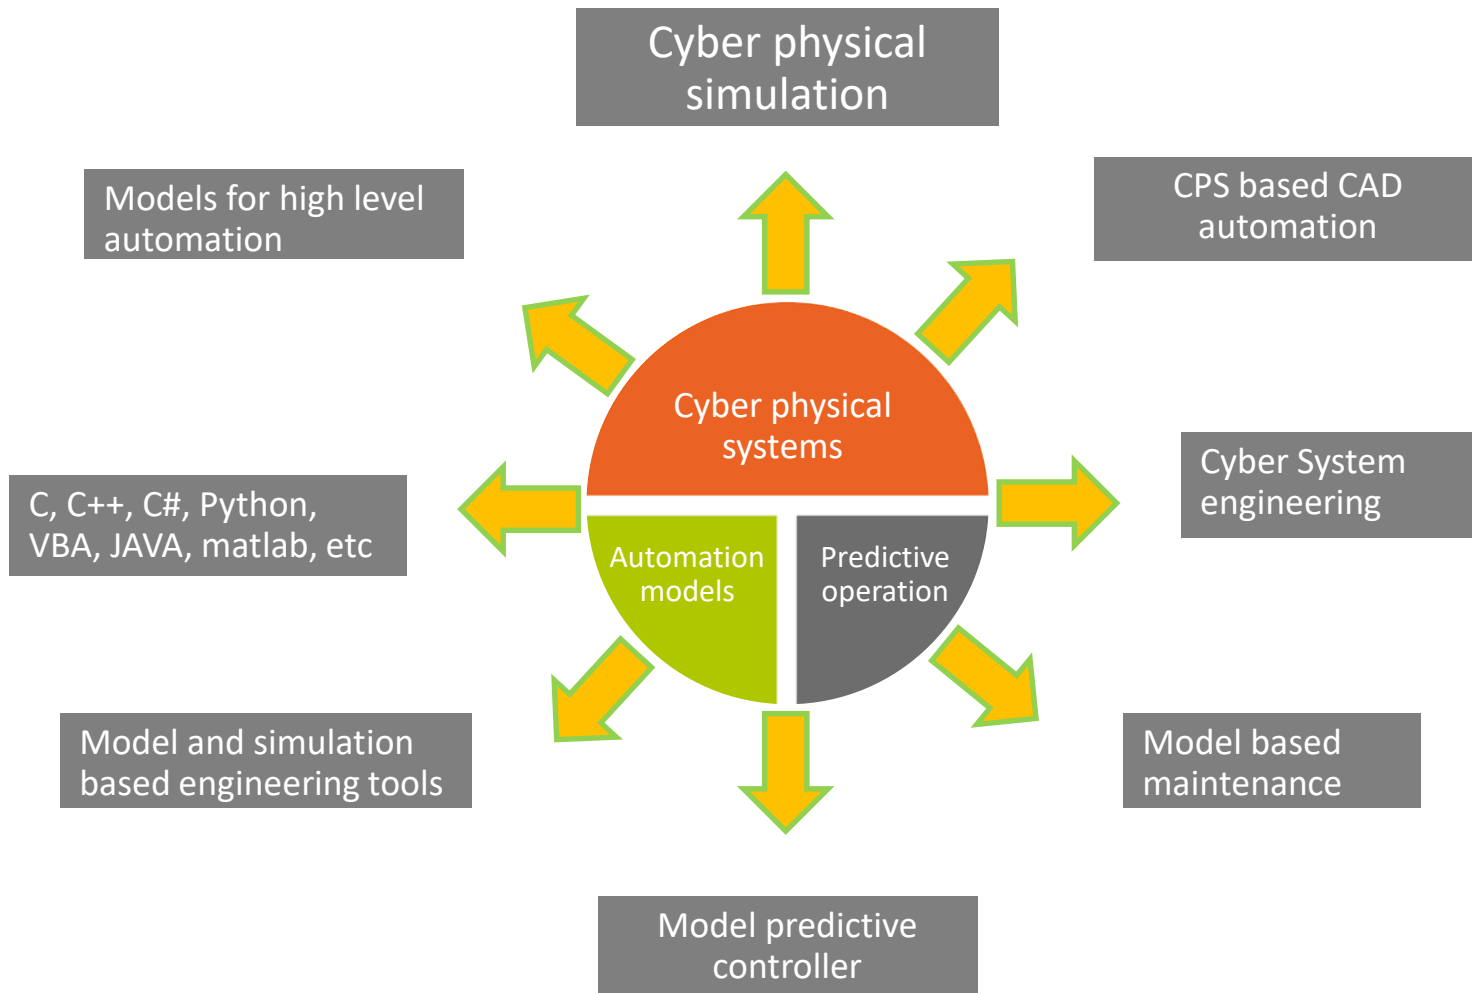 Cyber physical
simulation
Models for high level
automation
CPS based CAD
automation
Cyber physical
systems
C, C++, C#, Python,
VBA, JAVA, matlab, etc
Cyber System
engineering
Automation
models
Predictive
operation
Model and simulation
based engineering tools
Model based
maintenance
Model predictive
controller